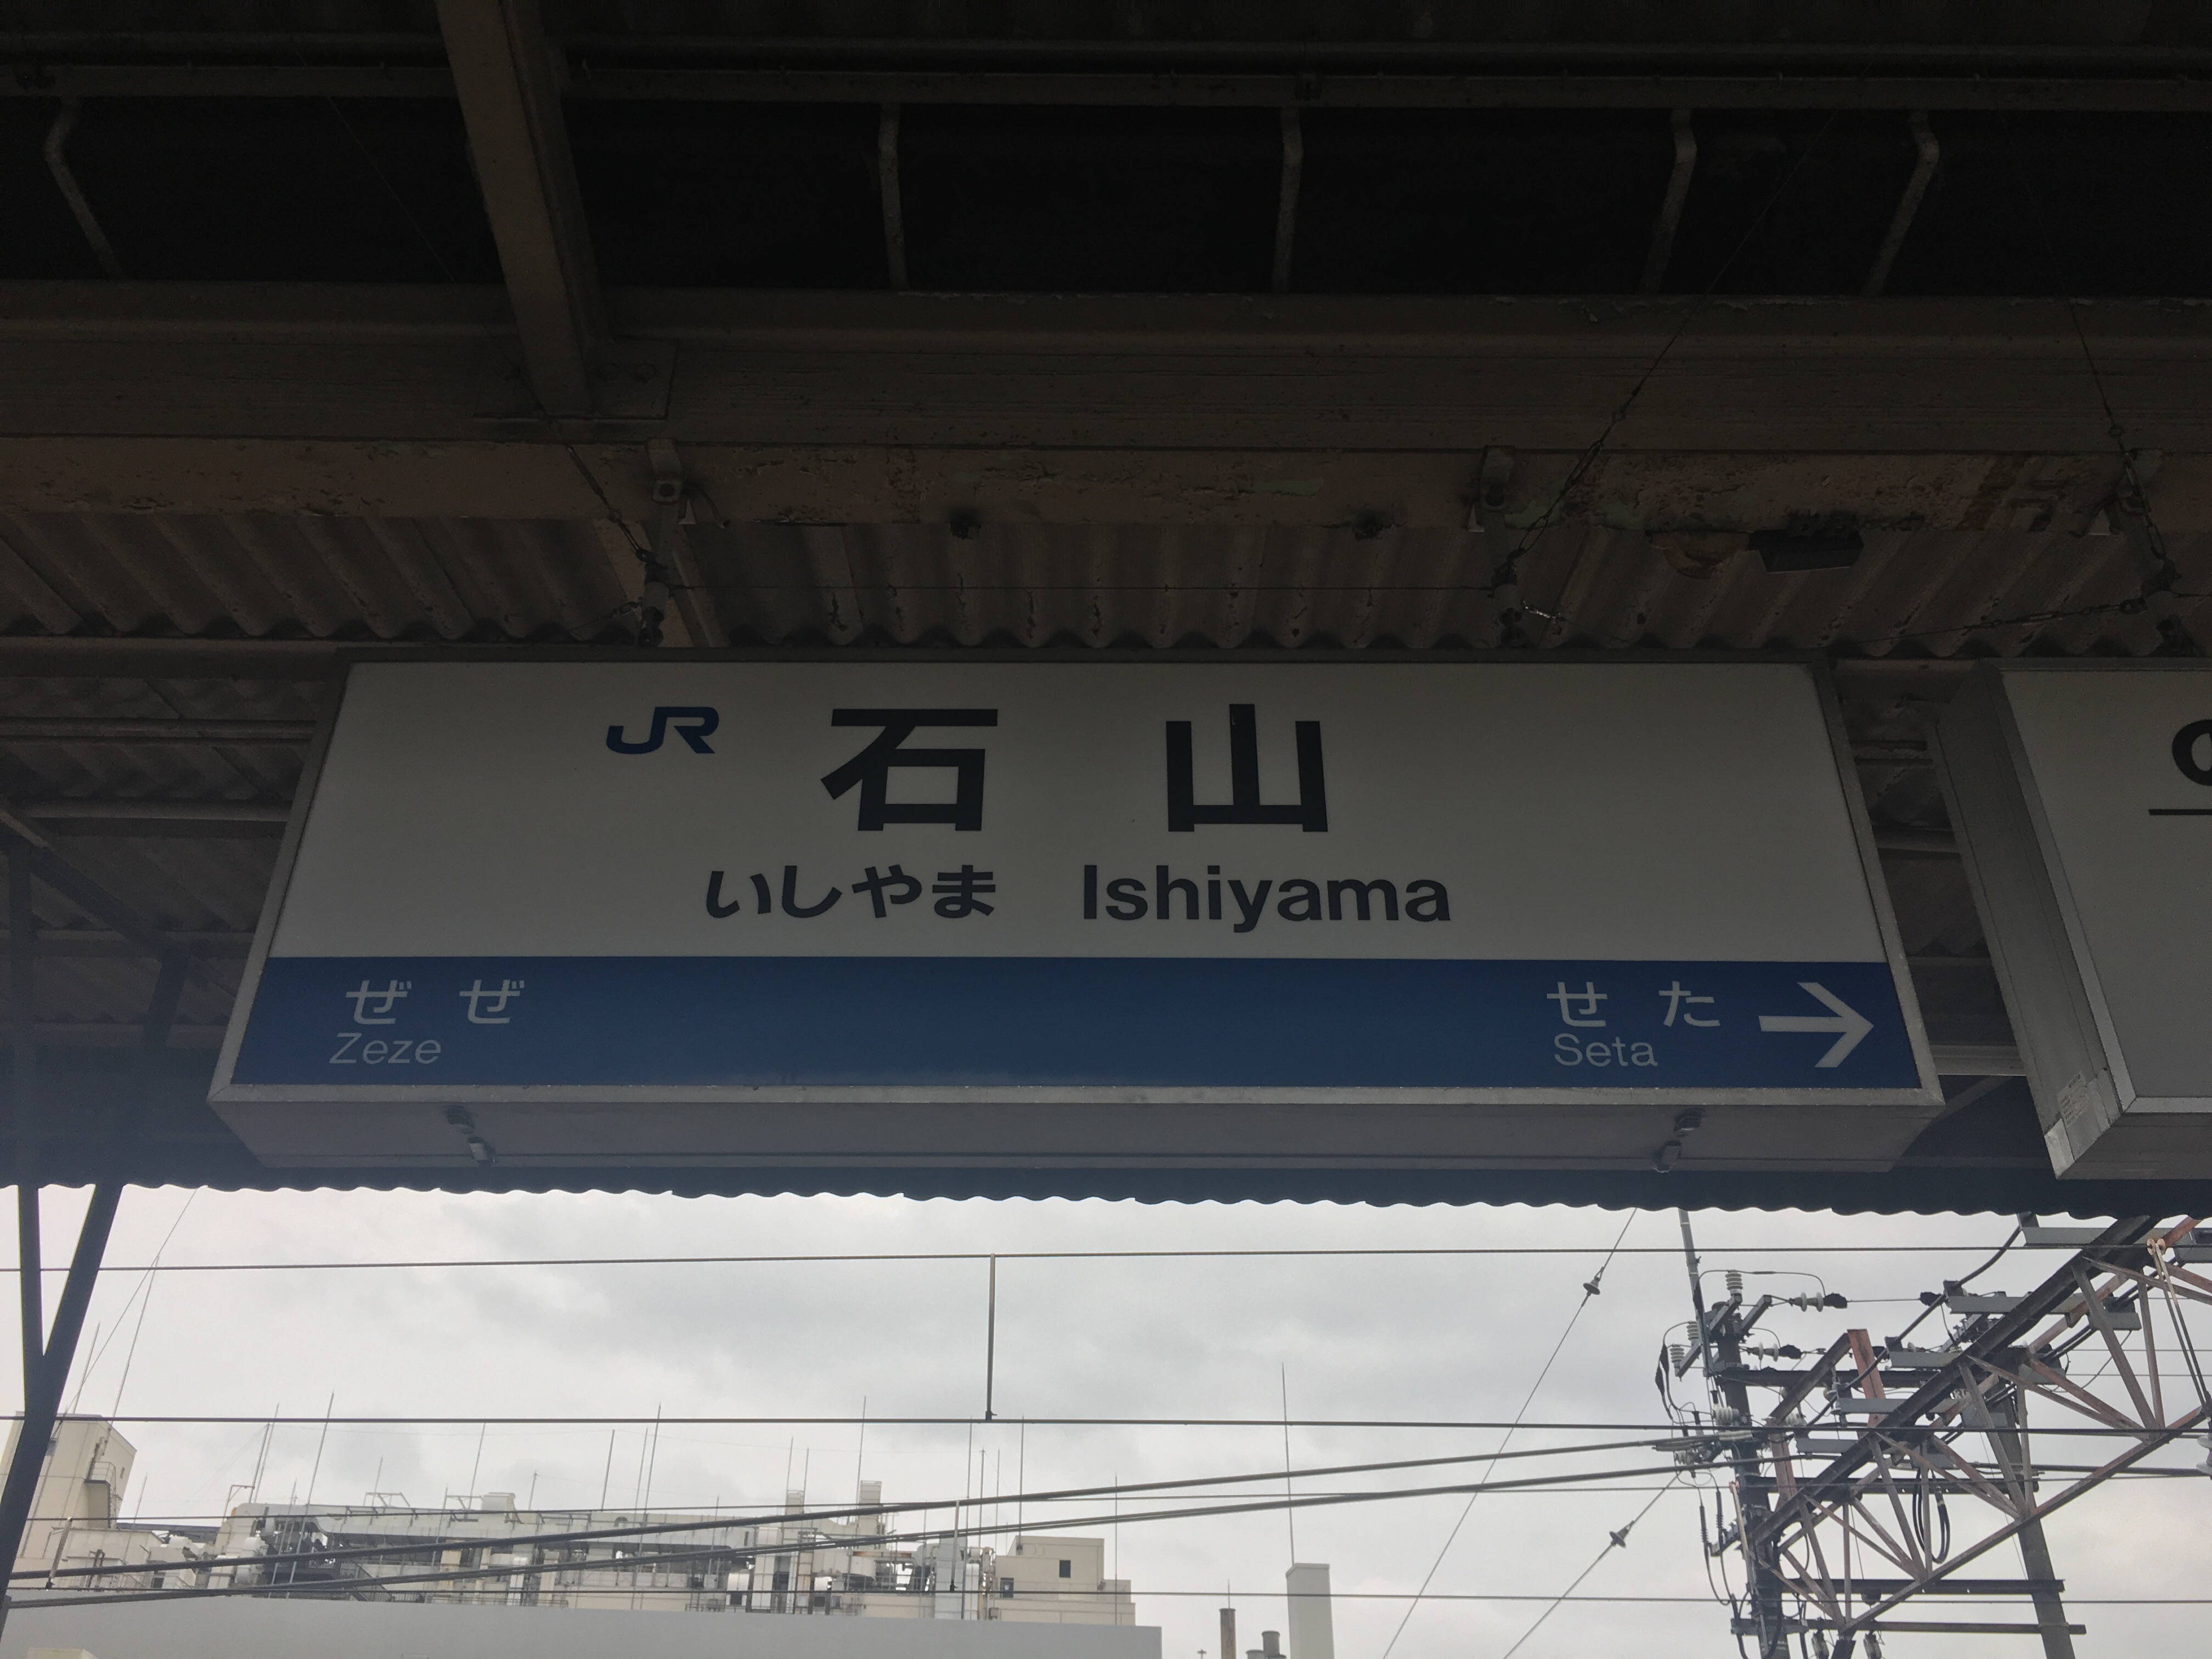 JR 石山
いしやま Ishiyama
ぜぜ せた →
Zeze Seta